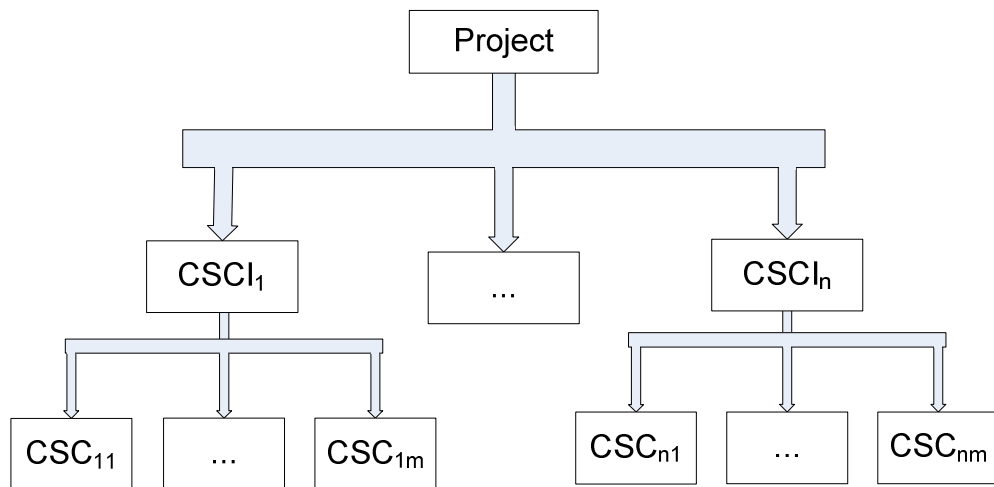 Project
CSCI₁
...
CSCIₙ
CSC₁₁
...
CSC₁ₘ
CSCₙ₁
...
CSCₙₘ